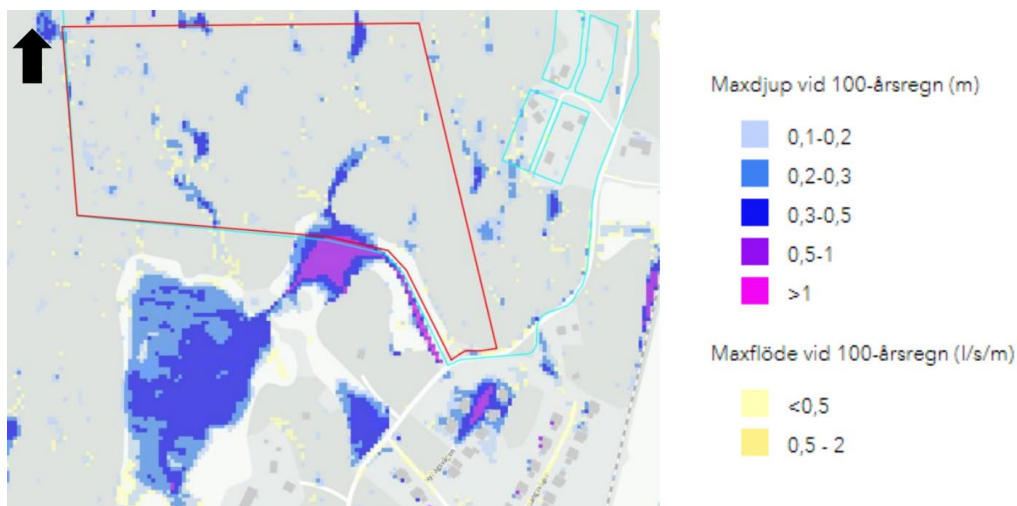 Maxdjup vid 100-årsregn (m)
0,1-0,2
0,2-0,3
0,3-0,5
0,5-1
>1
Maxflöde vid 100-årsregn (l/s/m)
<0,5
0,5 - 2